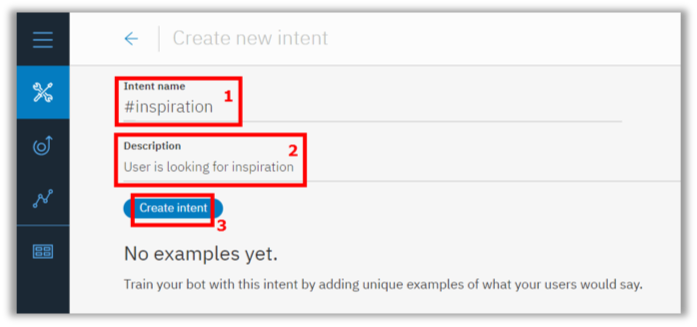 Create new intent
Intent name
1
#inspiration
Description
2
User is looking for inspiration
Create intent
3
No examples yet.
Train your bot with this intent by adding unique examples of what your users would say.